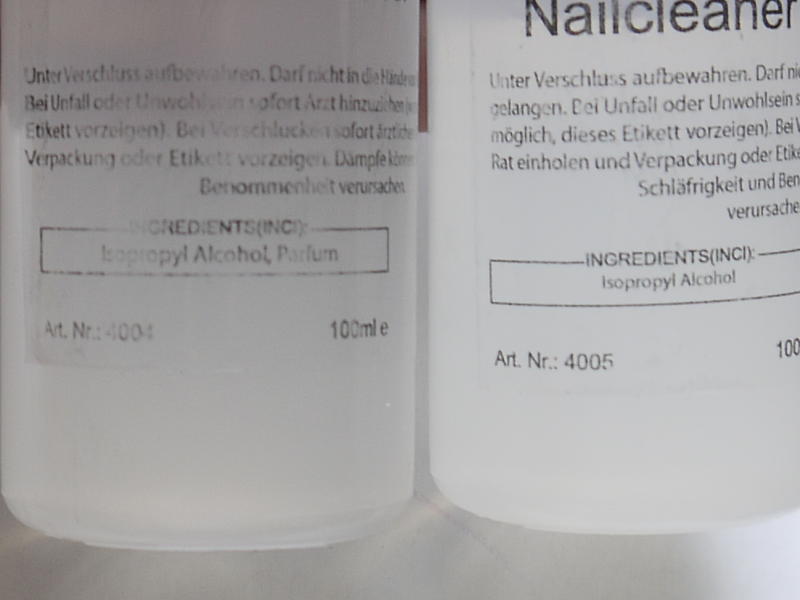 Unter Verschluss aufbewahren. Darf nicht in die Hände
Bei Unfall oder Unwohlsein sofort Arzt hinzuziehen
Etikett vorzeigen). Bei Verschlucken sofort ärztliche
Verpackung oder Etikett vorzeigen. Dämpfe
Benommenheit verursachen.
INGREDIENTS(INCI):
Isopropyl Alcohol, Parfum
Art. Nr.: 4004
100ml e
Nailcleaner
Unter Verschluss aufbewahren. Darf ni
gelangen. Bei Unfall oder Unwohlsein s
möglich, dieses Etikett vorzeigen). Bei V
Rat einholen und Verpackung oder Etike
Schläfrigkeit und Ben
verursache
INGREDIENTS(INCI):
Isopropyl Alcohol
Art. Nr.: 4005
100